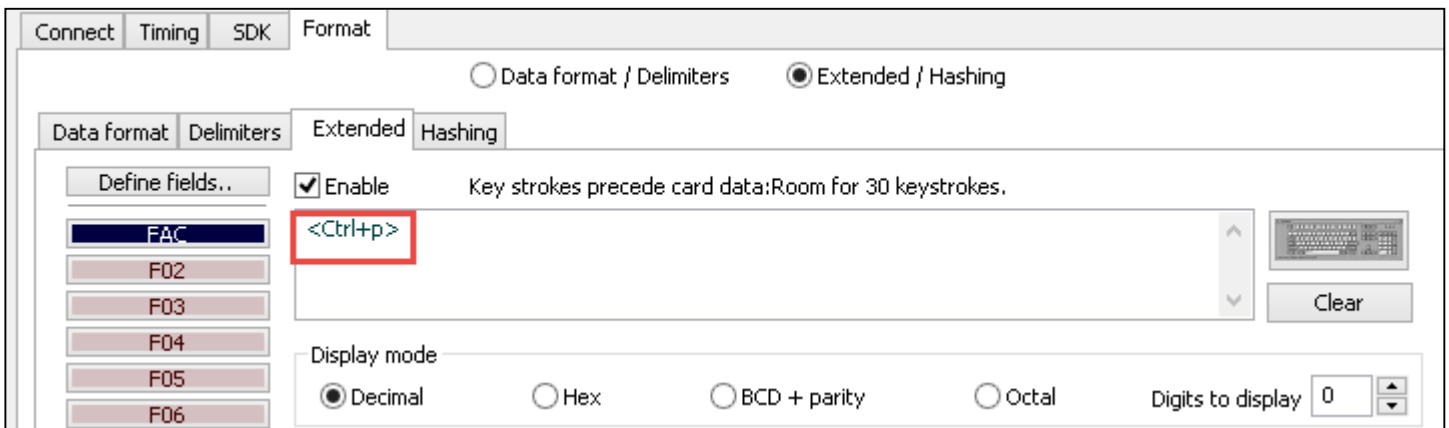 Connect Timing SDK Format
Data format / Delimiters Extended / Hashing
Data format Delimiters Extended Hashing
Define fields.. Enable Key strokes precede card data:Room for 30 keystrokes.
FAC <Ctrl+p>
F02
F03 Clear
F04
Display mode
F05 Decimal Hex BCD + parity Octal Digits to display 0
F06